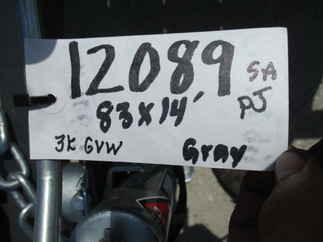 12089 SA
83x14' PJ
3K GVW Gray